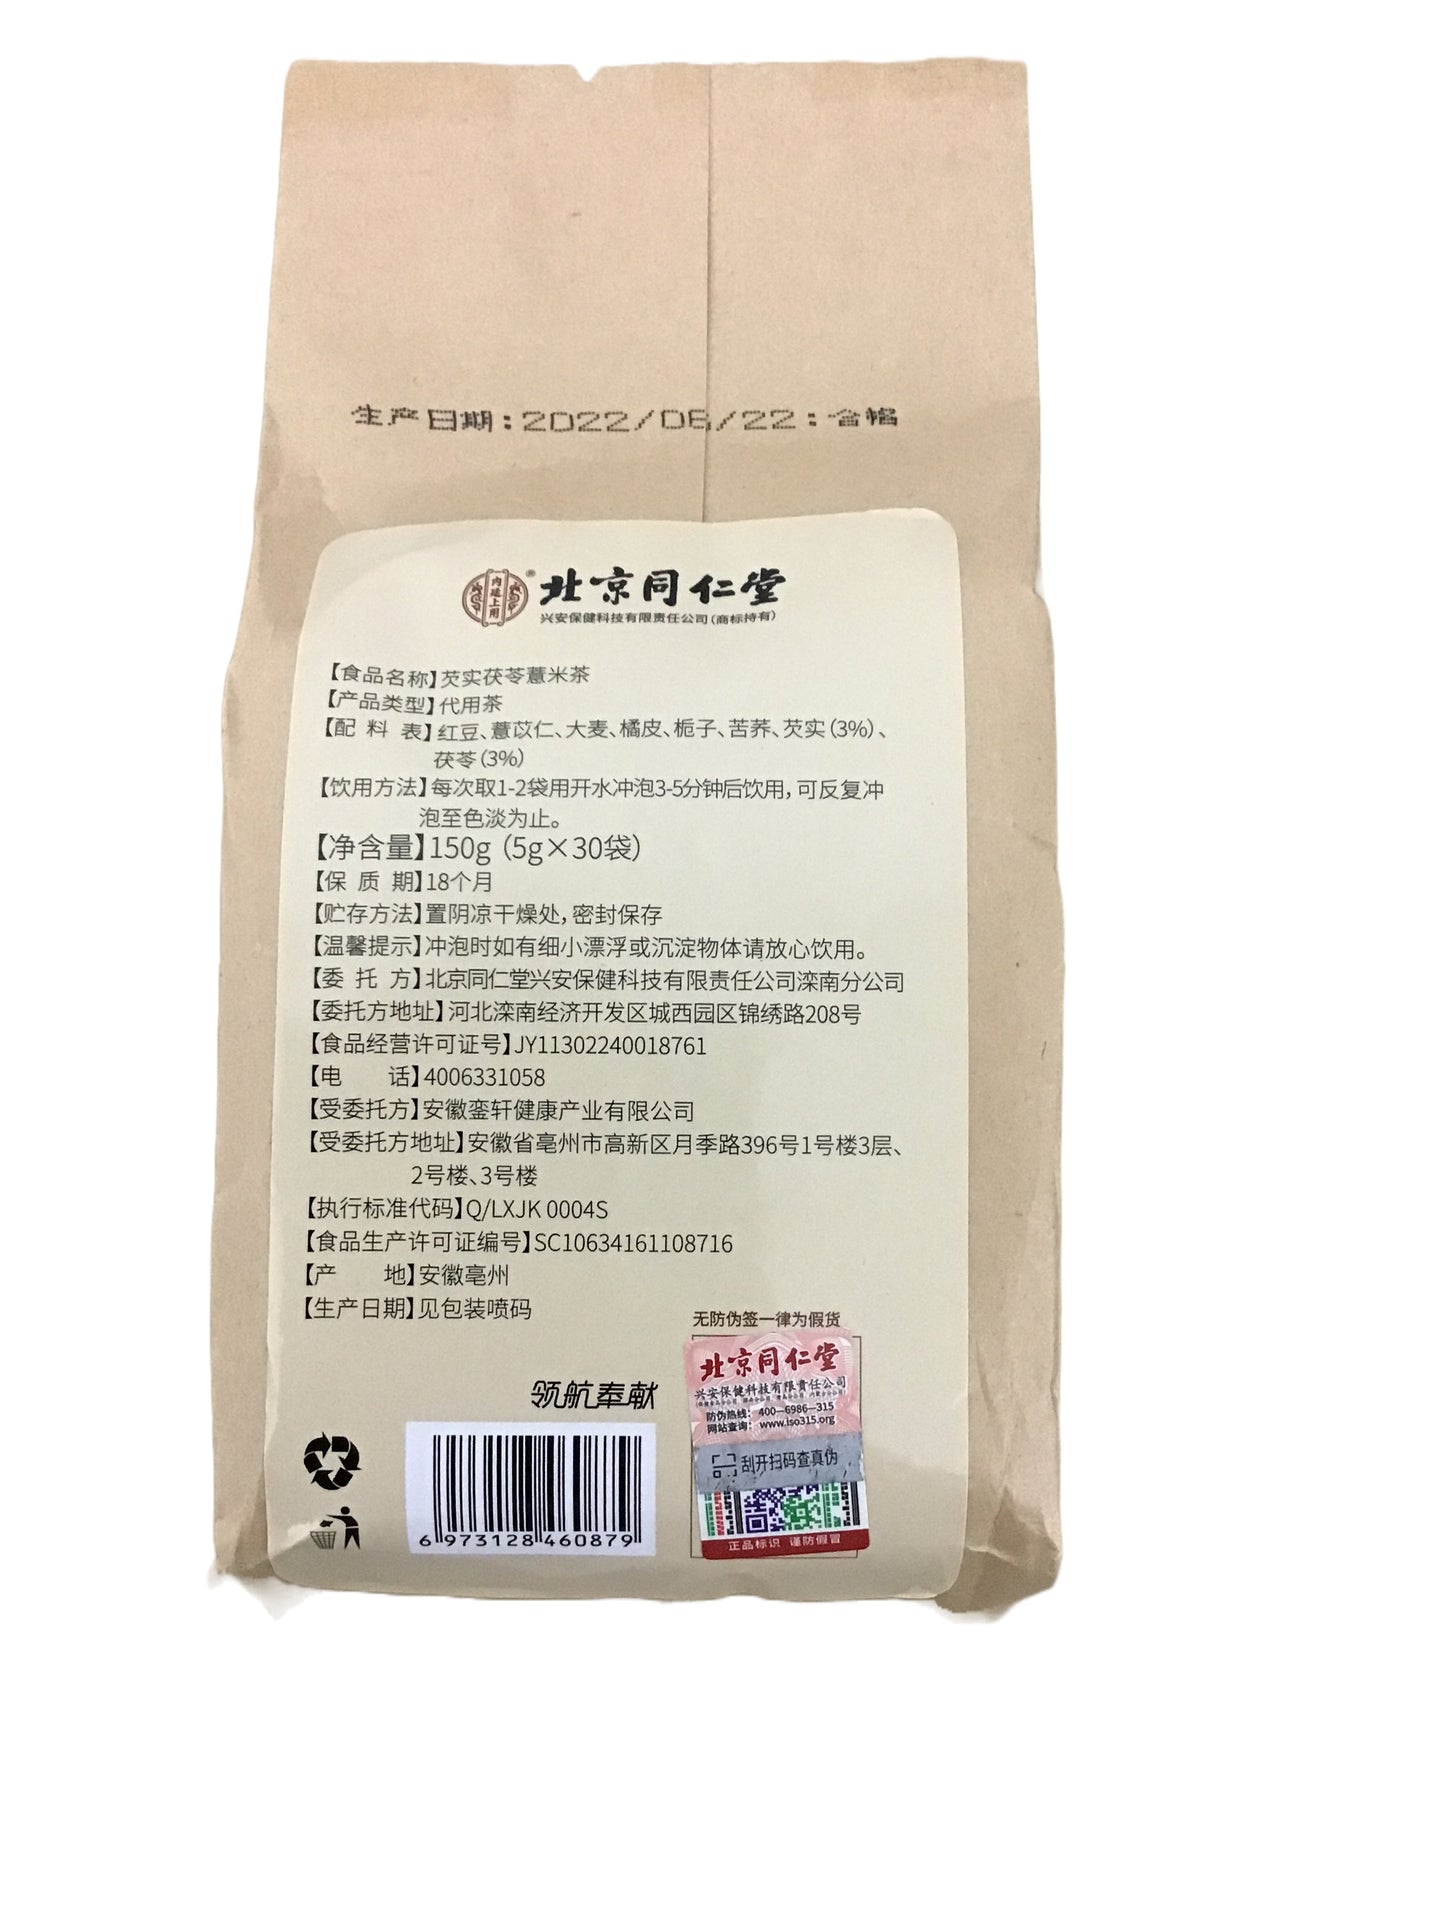 生产日期:2022/06/22:合格
内廷上用
®
北京同仁堂
兴安保健科技有限责任公司(商标持有)
【食品名称】芡实茯苓薏米茶
【产品类型】代用茶
【配 料 表】红豆、薏苡仁、大麦、橘皮、栀子、苦荞、芡实(3%)、
茯苓(3%)
【饮用方法】每次取1-2袋用开水冲泡3-5分钟后饮用,可反复冲
泡至色淡为止。
【净含量】150g (5g×30袋)
【保 质 期】18个月
【贮存方法】置阴凉干燥处,密封保存
【温馨提示】冲泡时如有细小漂浮或沉淀物体请放心饮用。
【委 托 方】北京同仁堂兴安保健科技有限责任公司滦南分公司
【委托方地址】河北滦南经济开发区城西园区锦绣路208号
【食品经营许可证号】JY11302240018761
【电 话】4006331058
【受委托方】安徽銮轩健康产业有限公司
【受委托方地址】安徽省亳州市高新区月季路396号1号楼3层、
2号楼、3号楼
【执行标准代码】Q/LXJK 0004S
【食品生产许可证编号】SC10634161108716
【产 地】安徽亳州
【生产日期】见包装喷码
无防伪签一律为假货
北京同仁堂
兴安保健科技有限责任公司
防伪热线: 400-6986-315
网站查询: www.iso315.org
刮开扫码查真伪
正品标识 谨防假冒
领航奉献
6 973128 460879